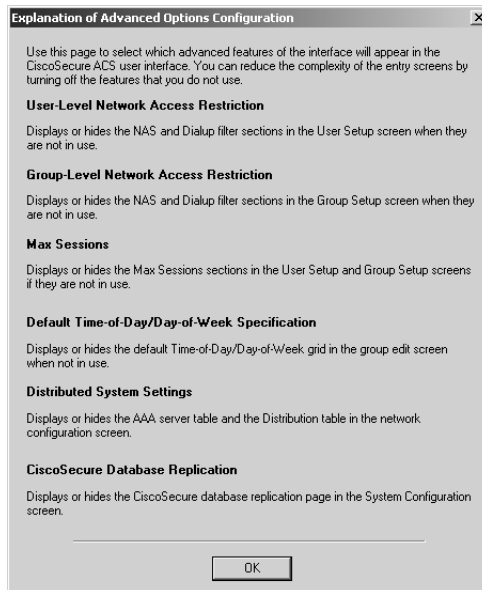 Explanation of Advanced Options Configuration
Use this page to select which advanced features of the interface will appear in the
CiscoSecure ACS user interface. You can reduce the complexity of the entry screens by
turning off the features that you do not use.
User-Level Network Access Restriction
Displays or hides the NAS and Dialup filter sections in the User Setup screen when they
are not in use.
Group-Level Network Access Restriction
Displays or hides the NAS and Dialup filter sections in the Group Setup screen when they
are not in use.
Max Sessions
Displays or hides the Max Sessions sections in the User Setup and Group Setup screens
if they are not in use.
Default Time-of-Day/Day-of-Week Specification
Displays or hides the default Time-of-Day/Day-of-Week grid in the group edit screen
when not in use.
Distributed System Settings
Displays or hides the AAA server table and the Distribution table in the network
configuration screen.
CiscoSecure Database Replication
Displays or hides the CiscoSecure database replication page in the System Configuration
screen.
OK